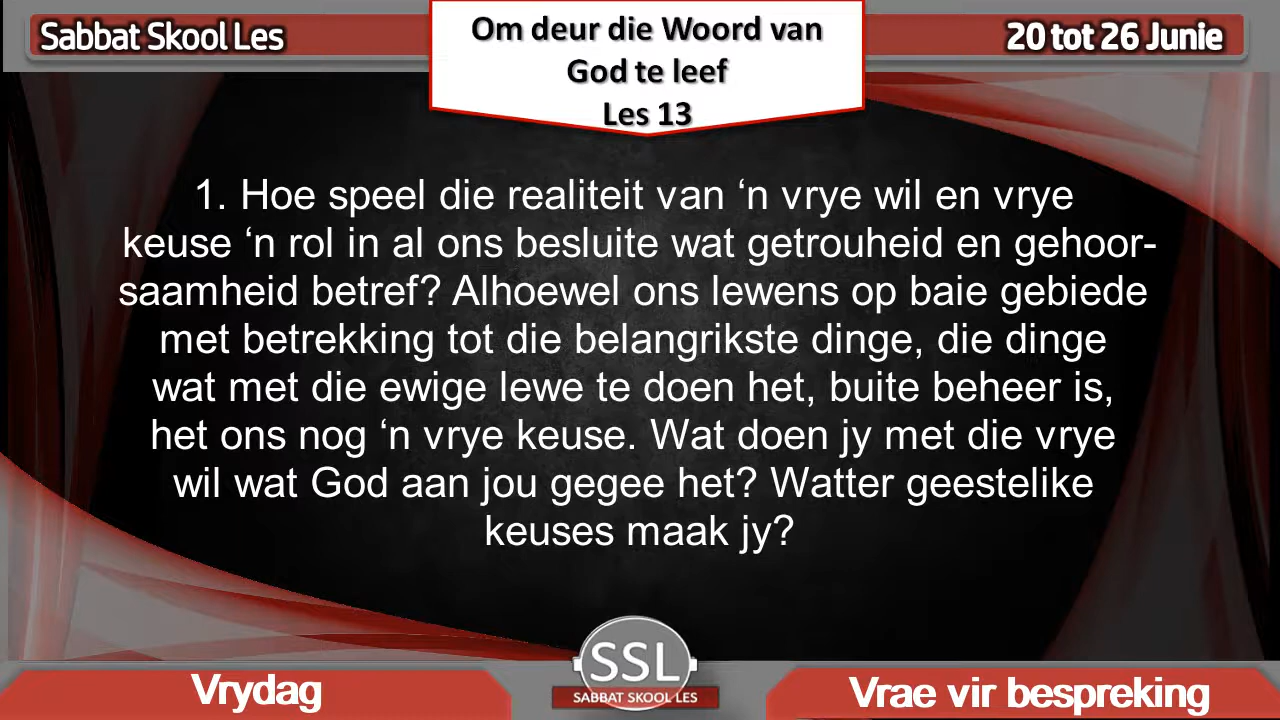 Sabbat Skool Les
Om deur die Woord van
God te leef
Les 13
20 tot 26 Junie
1. Hoe speel die realiteit van ‘n vrye wil en vrye
keuse ‘n rol in al ons besluite wat getrouheid en gehoor-
saamheid betref? Alhoewel ons lewens op baie gebiede
met betrekking tot die belangrikste dinge, die dinge
wat met die ewige lewe te doen het, buite beheer is,
het ons nog ‘n vrye keuse. Wat doen jy met die vrye
wil wat God aan jou gegee het? Watter geestelike
keuses maak jy?
Vrydag
SSL
SABBAT SKOOL LES
Vrae vir bespreking